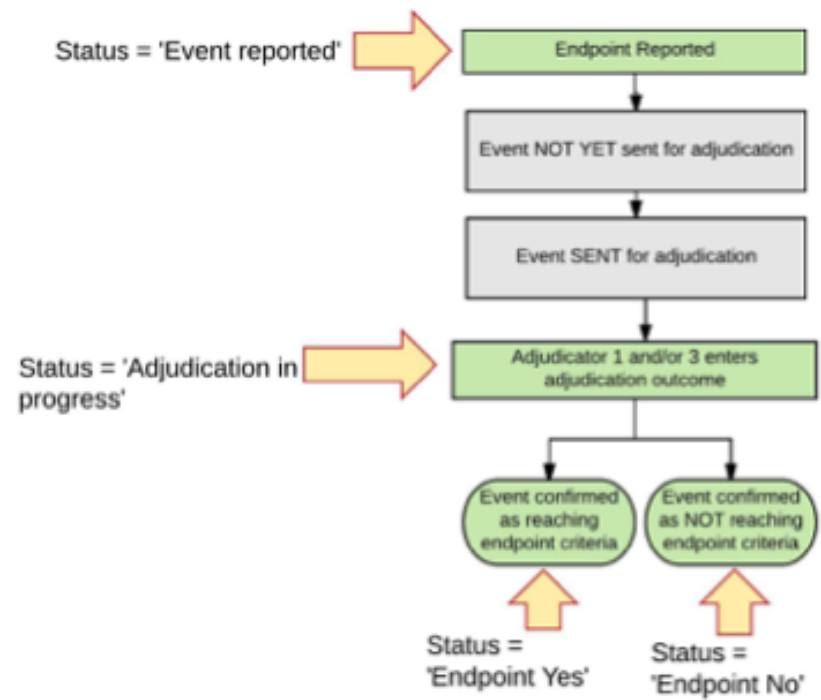 Status = 'Event reported'
Endpoint Reported
Event NOT YET sent for adjudication
Event SENT for adjudication
Status = 'Adjudication in
progress'
Adjudicator 1 and/or 3 enters
adjudication outcome
Event confirmed
as reaching
endpoint criteria
Event confirmed
as NOT reaching
endpoint criteria
Status =
'Endpoint Yes'
Status =
'Endpoint No'